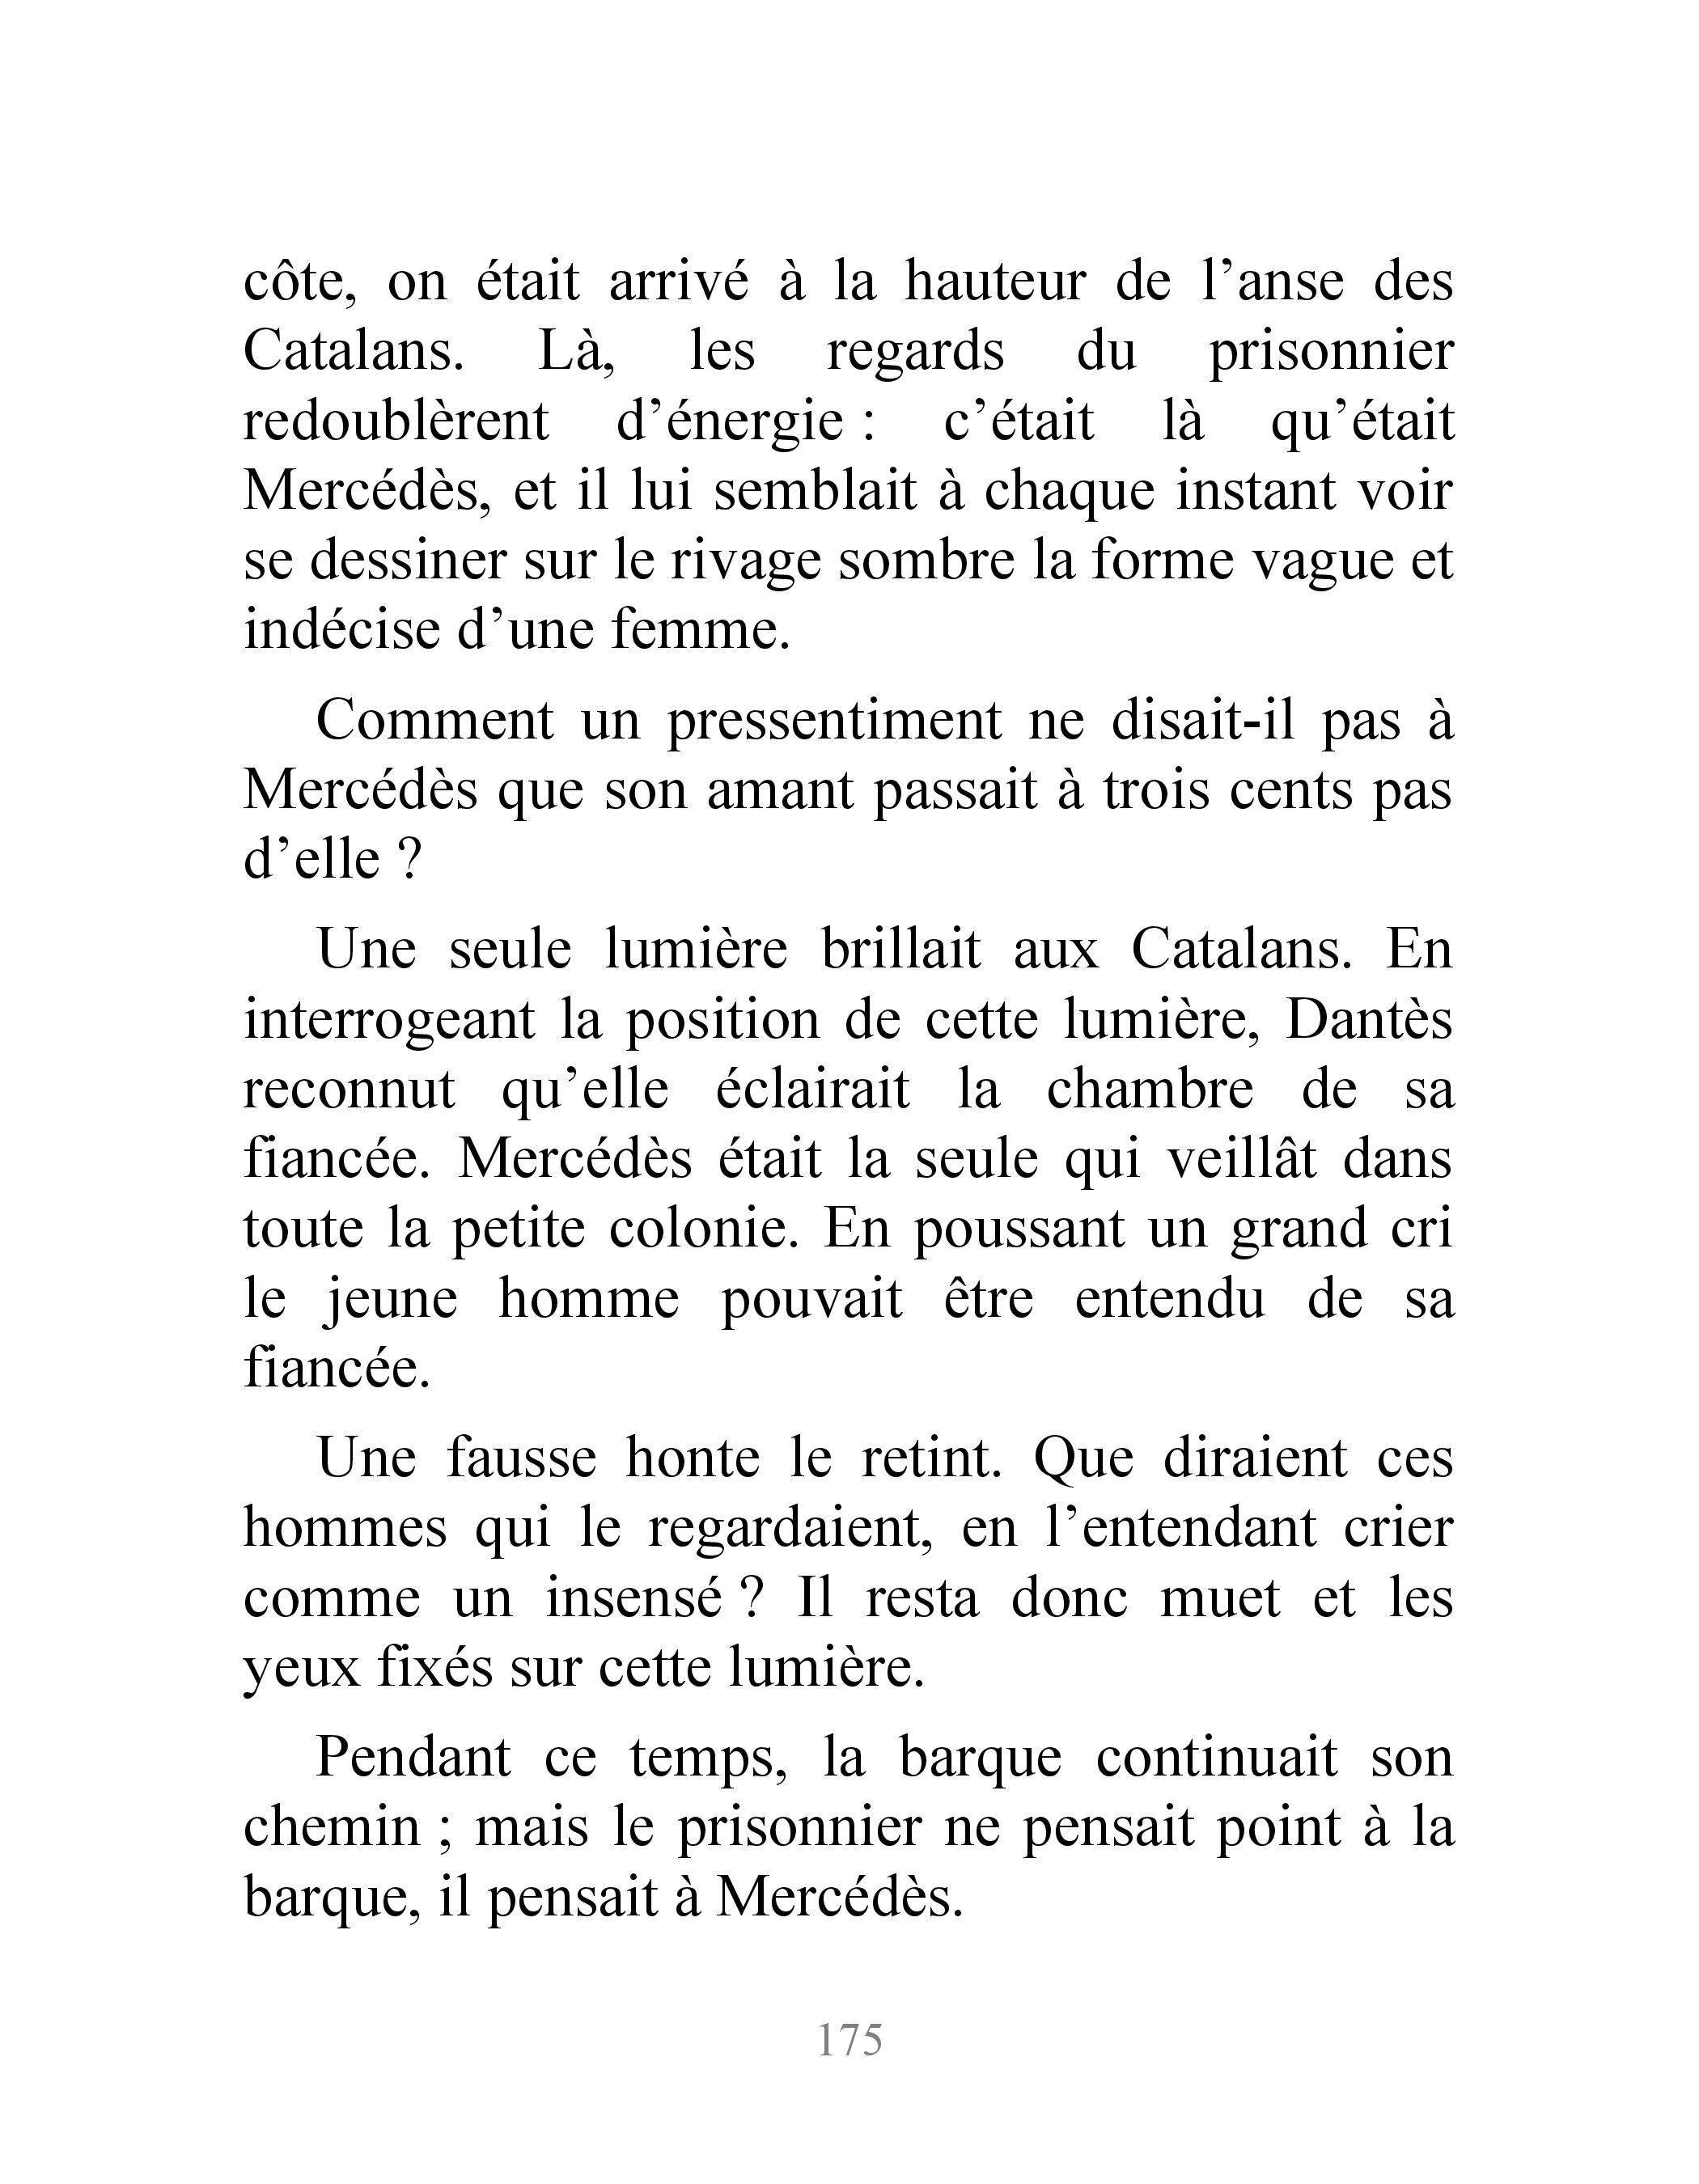 côte, on était arrivé à la hauteur de l’anse des
Catalans. Là, les regards du prisonnier
redoublèrent d’énergie : c’était là qu’était
Mercédès, et il lui semblait à chaque instant voir
se dessiner sur le rivage sombre la forme vague et
indécise d’une femme.
Comment un pressentiment ne disait-il pas à
Mercédès que son amant passait à trois cents pas
d’elle ?
Une seule lumière brillait aux Catalans. En
interrogeant la position de cette lumière, Dantès
reconnut qu’elle éclairait la chambre de sa
fiancée. Mercédès était la seule qui veillât dans
toute la petite colonie. En poussant un grand cri
le jeune homme pouvait être entendu de sa
fiancée.
Une fausse honte le retint. Que diraient ces
hommes qui le regardaient, en l’entendant crier
comme un insensé ? Il resta donc muet et les
yeux fixés sur cette lumière.
Pendant ce temps, la barque continuait son
chemin ; mais le prisonnier ne pensait point à la
barque, il pensait à Mercédès.
175